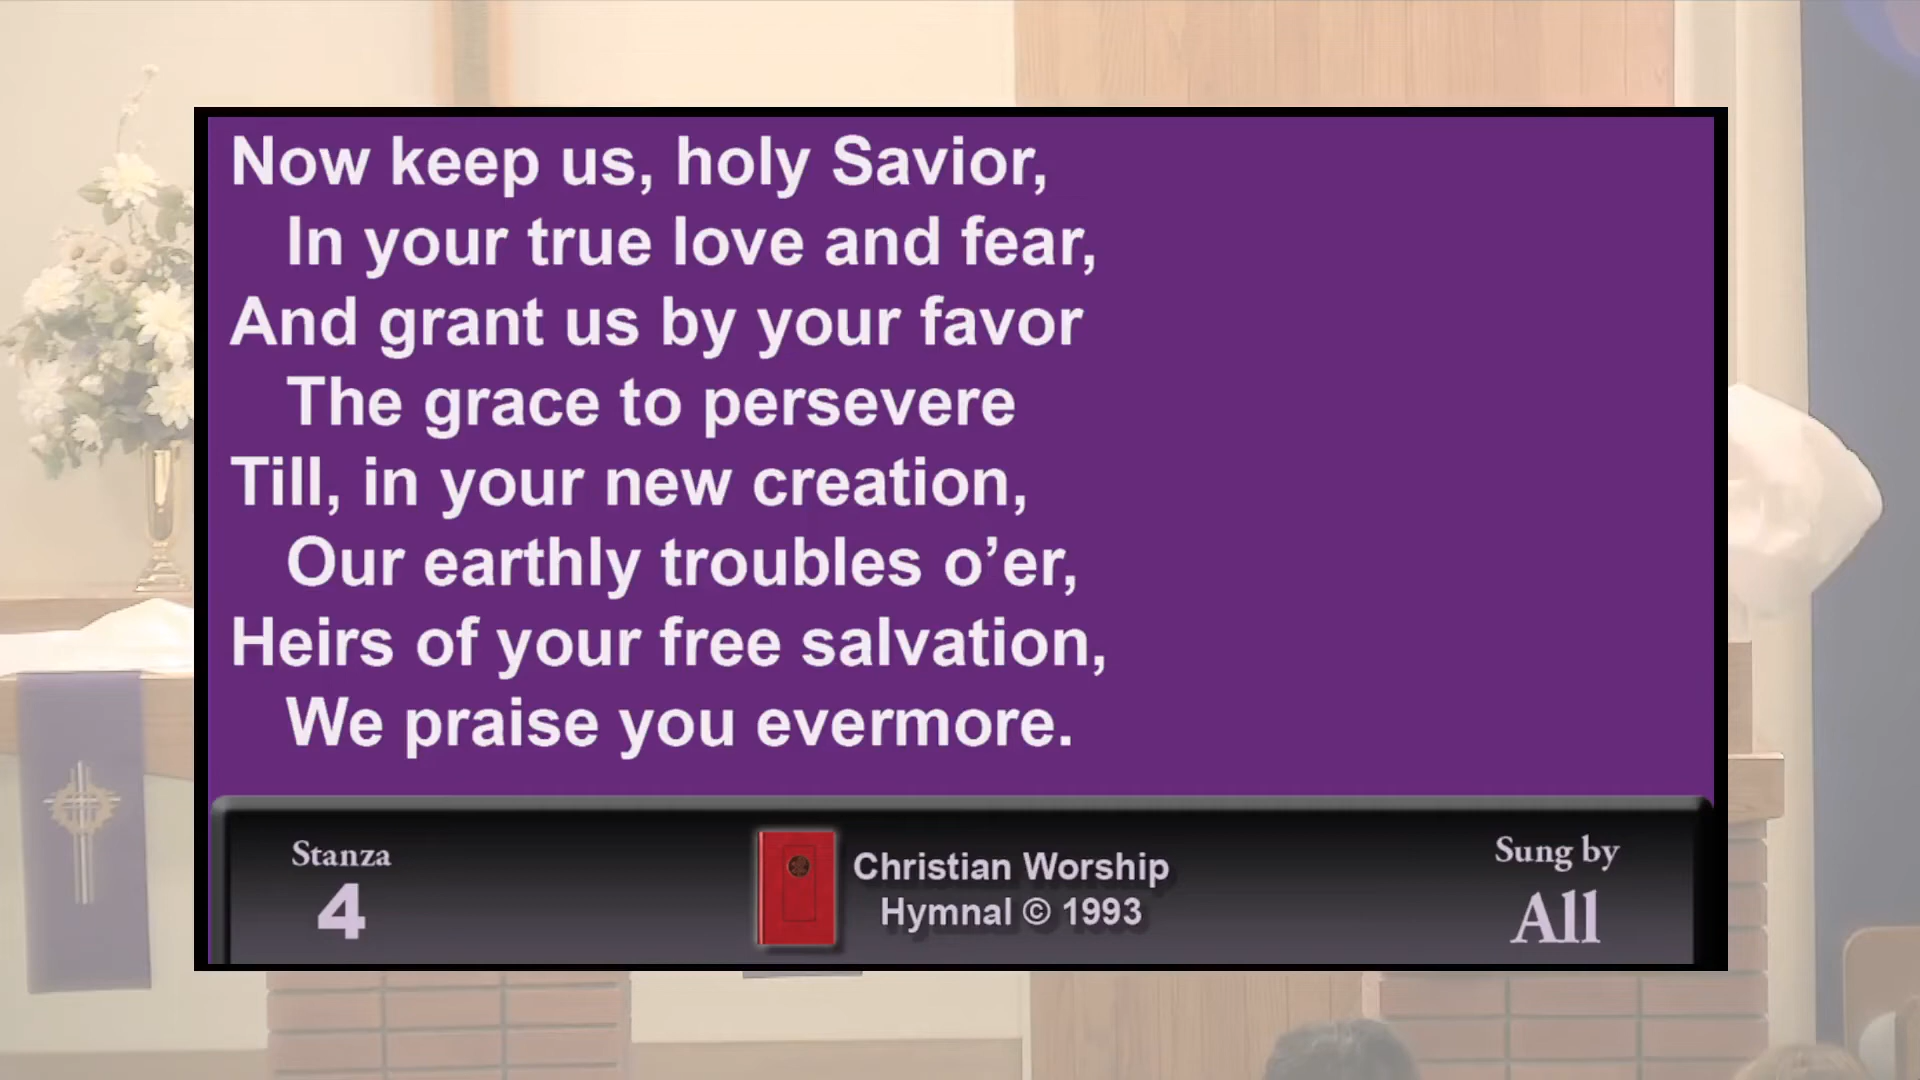 Now keep us, holy Savior,
In your true love and fear,
And grant us by your favor
The grace to persevere
Till, in your new creation,
Our earthly troubles o’er,
Heirs of your free salvation,
We praise you evermore.
Stanza
4
Christian Worship
Hymnal © 1993
Sung by
All